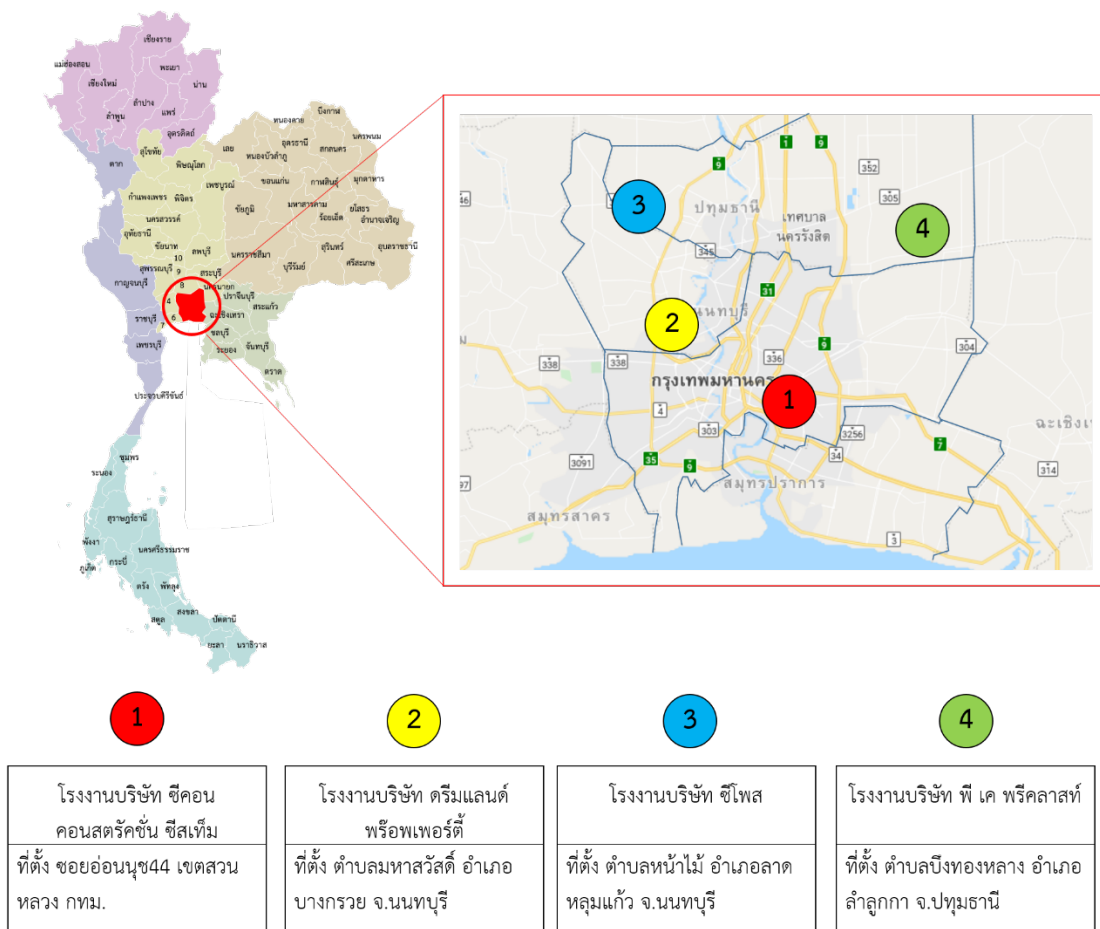 เชียงราย
แม่ฮ่องสอน
พะเยา
เชียงใหม่
น่าน
ลำปาง
ลำพูน
แพร่
อุตรดิตถ์
ตาก
สุโขทัย
พิษณุโลก
กำแพงเพชร
พิจิตร
เพชรบูรณ์
นครสวรรค์
อุทัยธานี
ชัยนาท
ลพบุรี
10
สุพรรณบุรี
9
สระบุรี
8
นครนายก
กาญจนบุรี
ปราจีนบุรี
4
สระแก้ว
6
ฉะเชิงเทรา
7
ราชบุรี
ชลบุรี
เพชรบุรี
ระยอง
จันทบุรี
ตราด
ประจวบคีรีขันธ์
บึงกาฬ
หนองคาย
นครพนม
เลย
อุดรธานี
สกลนคร
หนองบัวลำภู
ขอนแก่น
กาฬสินธุ์
มุกดาหาร
ชัยภูมิ
มหาสารคาม
ร้อยเอ็ด
ยโสธร
อำนาจเจริญ
นครราชสีมา
บุรีรัมย์
สุรินทร์
ศรีสะเกษ
อุบลราชธานี
ชุมพร
ระนอง
สุราษฎร์ธานี
พังงา
นครศรีธรรมราช
ภูเก็ต
กระบี่
ตรัง
พัทลุง
สตูล
สงขลา
ปัตตานี
ยะลา
นราธิวาส
9
1
9
352
305
346
3
4
ปทุมธานี
เทศบาล
นครรังสิต
345
31
2
นนทบุรี
9
304
338
338
336
กรุงเทพมหานคร
1
4
303
3256
7
ฉะเชิงเ
34
3091
35
9
314
97
สมุทรปราการ
สมุทรสาคร
3
1
2
3
4
โรงงานบริษัท ซีคอน
คอนสตรัคชั่น ซีสเท็ม
ที่ตั้ง ซอยอ่อนนุช44 เขตสวน
หลวง กทม.
โรงงานบริษัท ดรีมแลนด์
พร๊อพเพอร์ตี้
ที่ตั้ง ตำบลมหาสวัสดิ์ อำเภอ
บางกรวย จ.นนทบุรี
โรงงานบริษัท ซีโพส
ที่ตั้ง ตำบลหน้าไม้ อำเภอลาด
หลุมแก้ว จ.นนทบุรี
โรงงานบริษัท พี เค พรีคลาสท์
ที่ตั้ง ตำบลบึงทองหลาง อำเภอ
ลำลูกกา จ.ปทุมธานี